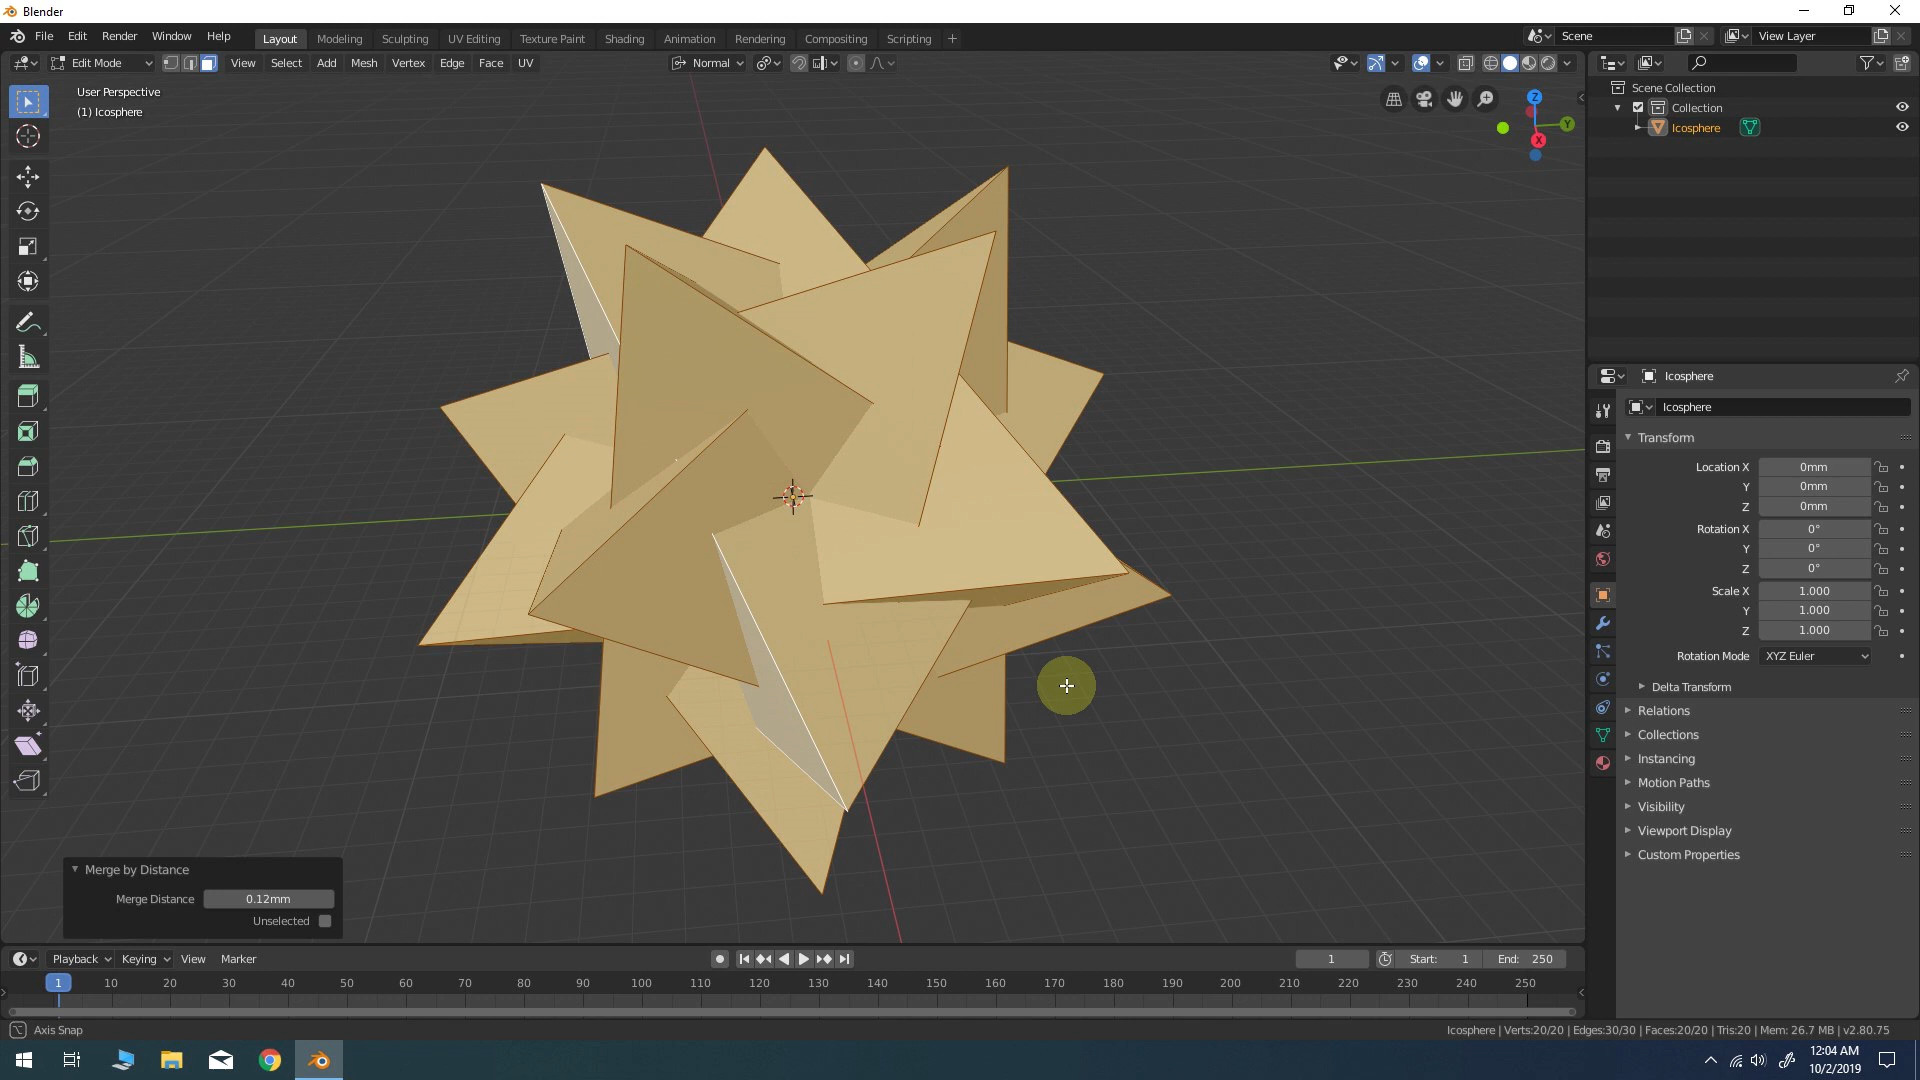 Blender
File Edit Render Window Help Layout Modeling Sculpting UV Editing Texture Paint Shading Animation Rendering Compositing Scripting + Scene View Layer
Edit Mode View Select Add Mesh Vertex Edge Face UV Normal
User Perspective
(1) Icosphere
Z
Y
X
Scene Collection
Collection
Icosphere
Icosphere
Icosphere
Transform
Location X 0mm
Y 0mm
Z 0mm
Rotation X 0°
Y 0°
Z 0°
Scale X 1.000
Y 1.000
Z 1.000
Rotation Mode XYZ Euler
Delta Transform
Relations
Collections
Instancing
Motion Paths
Visibility
Viewport Display
Custom Properties
Merge by Distance
Merge Distance 0.12mm
Unselected
Playback Keying View Marker 1 Start: 1 End: 250
1 10 20 30 40 50 60 70 80 90 100 110 120 130 140 150 160 170 180 190 200 210 220 230 240 250
Axis Snap Icosphere | Verts:20/20 | Edges:30/30 | Faces:20/20 | Tris:20 | Mem: 26.7 MB | v2.80.75
12:04 AM
10/2/2019